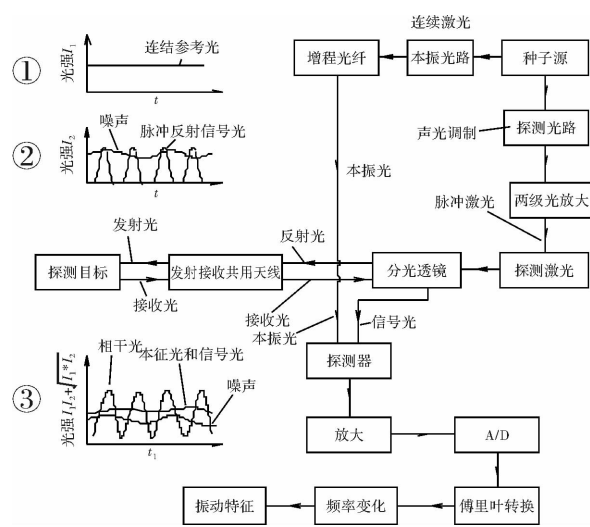 连续激光
① 光强I₁ 连结参考光
t
增程光纤 本振光路 种子源
② 光强I₂ 噪声 脉冲反射信号光
t
声光调制 探测光路
本振光
两级光放大
脉冲激光
发射光 反射光
探测目标 发射接收共用天线 分光透镜 探测激光
接收光 接收光
本振光 信号光
③ 光强I₁I₂+√I₁*I₂ 相干光 本征光和信号光
噪声
t₁
探测器
放大 A/D
振动特征 频率变化 傅里叶转换